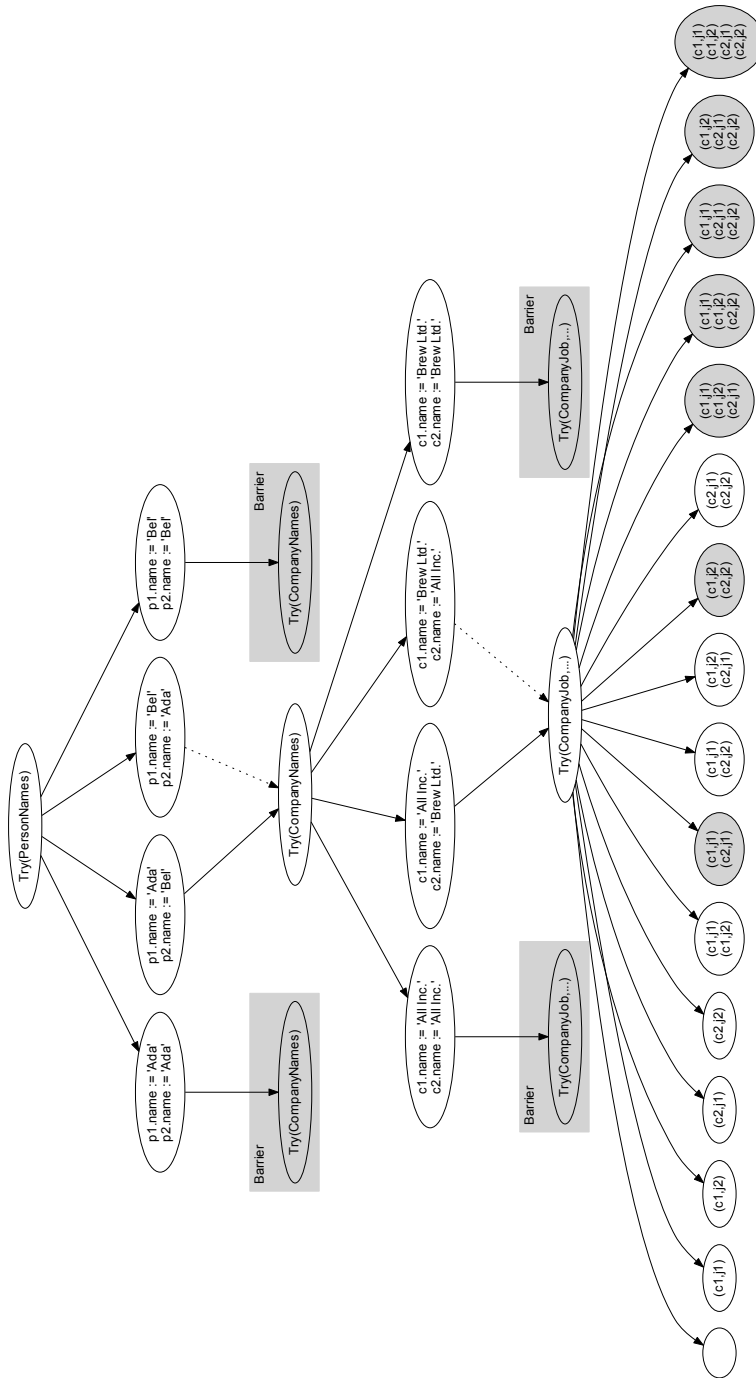 Try(PersonNames)
p1.name := 'Ada'
p2.name := 'Ada'
p1.name := 'Ada'
p2.name := 'Bel'
p1.name := 'Bel'
p2.name := 'Ada'
p1.name := 'Bel'
p2.name := 'Bel'
Barrier
Try(CompanyNames)
Try(CompanyNames)
Barrier
Try(CompanyNames)
c1.name := 'All Inc.'
c2.name := 'All Inc.'
c1.name := 'All Inc.'
c2.name := 'Brew Ltd.'
c1.name := 'Brew Ltd.'
c2.name := 'All Inc.'
c1.name := 'Brew Ltd.'
c2.name := 'Brew Ltd.'
Barrier
Try(CompanyJob,...)
Try(CompanyJob,...)
Barrier
Try(CompanyJob,...)
(c1,j1)
(c1,j2)
(c2,j1)
(c2,j2)
(c1,j1)
(c1,j2)
(c1,j1)
(c2,j1)
(c1,j1)
(c2,j2)
(c1,j2)
(c2,j1)
(c1,j2)
(c2,j2)
(c2,j1)
(c2,j2)
(c1,j1)
(c1,j2)
(c2,j1)
(c1,j1)
(c1,j2)
(c2,j2)
(c1,j1)
(c2,j1)
(c2,j2)
(c1,j2)
(c2,j1)
(c2,j2)
(c1,j1)
(c1,j2)
(c2,j1)
(c2,j2)